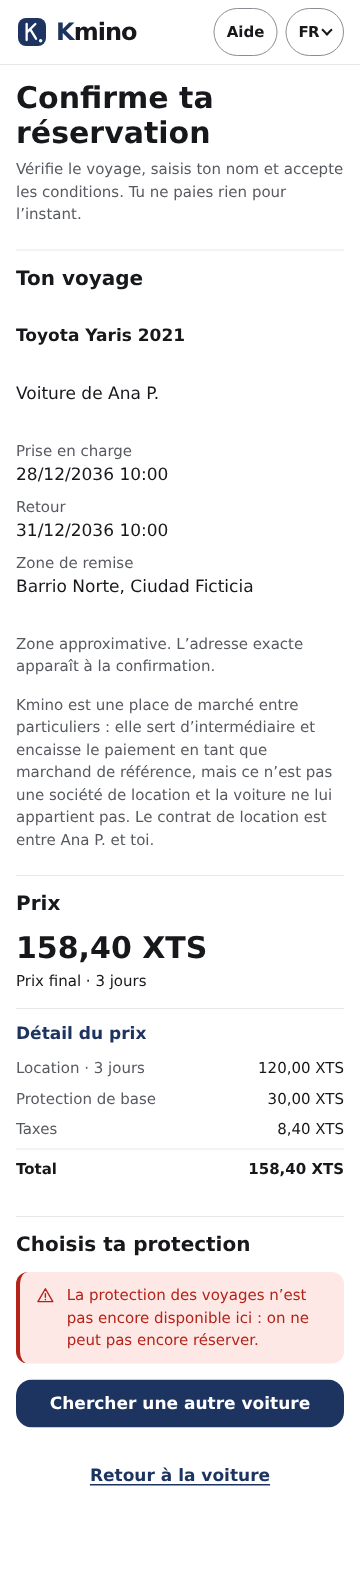 Kmino
Aide
FR
Confirme ta
réservation
Vérifie le voyage, saisis ton nom et accepte
les conditions. Tu ne paies rien pour
l’instant.
Ton voyage
Toyota Yaris 2021
Voiture de Ana P.
Prise en charge
28/12/2036 10:00
Retour
31/12/2036 10:00
Zone de remise
Barrio Norte, Ciudad Ficticia
Zone approximative. L’adresse exacte
apparaît à la confirmation.
Kmino est une place de marché entre
particuliers : elle sert d’intermédiaire et
encaisse le paiement en tant que
marchand de référence, mais ce n’est pas
une société de location et la voiture ne lui
appartient pas. Le contrat de location est
entre Ana P. et toi.
Prix
158,40 XTS
Prix final · 3 jours
Détail du prix
Location · 3 jours 120,00 XTS
Protection de base 30,00 XTS
Taxes 8,40 XTS
Total 158,40 XTS
Choisis ta protection
La protection des voyages n’est
pas encore disponible ici : on ne
peut pas encore réserver.
Chercher une autre voiture
Retour à la voiture